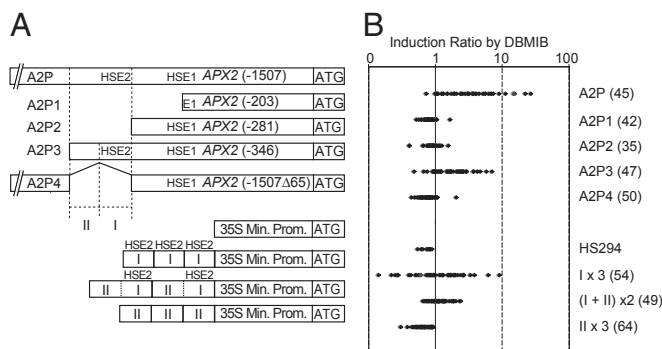 A
A2P HSE2 HSE1 APX2 (-1507) ATG
A2P1 E1 APX2 (-203) ATG
A2P2 HSE1 APX2 (-281) ATG
A2P3 HSE2 HSE1 APX2 (-346) ATG
A2P4 HSE1 APX2 (-1507Δ65) ATG
II I
35S Min. Prom. ATG
HSE2 HSE2 HSE2
I I I 35S Min. Prom. ATG
HSE2 HSE2
II I II I 35S Min. Prom. ATG
II II II 35S Min. Prom. ATG
B
Induction Ratio by DBMIB
0 1 10 100
A2P (45)
A2P1 (42)
A2P2 (35)
A2P3 (47)
A2P4 (50)
HS294
I x 3 (54)
(I + II) x2 (49)
II x 3 (64)